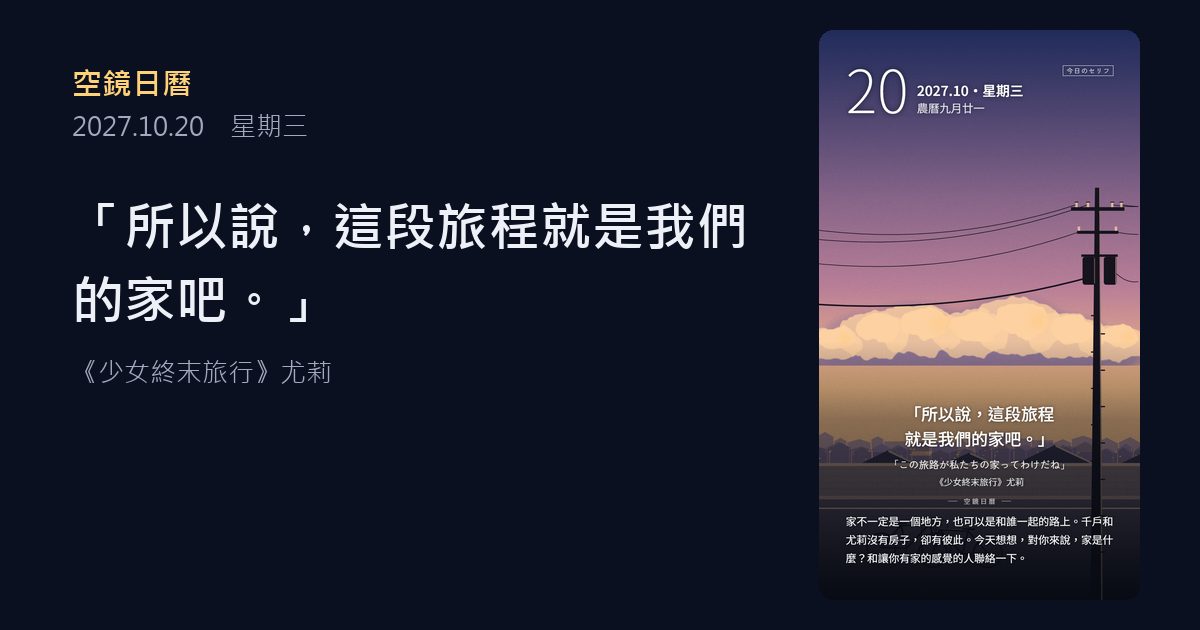 空鏡日曆
2027.10.20　星期三
「所以說，這段旅程就是我們
的家吧。」
《少女終末旅行》尤莉
20
2027.10・星期三
農曆九月廿一
今日のセリフ
「所以說，這段旅程
就是我們的家吧。」
「この旅路が私たちの家ってわけだね」
《少女終末旅行》尤莉
— 空鏡日曆 —
家不一定是一個地方，也可以是和誰一起的路上。千戶和
尤莉沒有房子，卻有彼此。今天想想，對你來說，家是什
麼？和讓你有家的感覺的人聯絡一下。